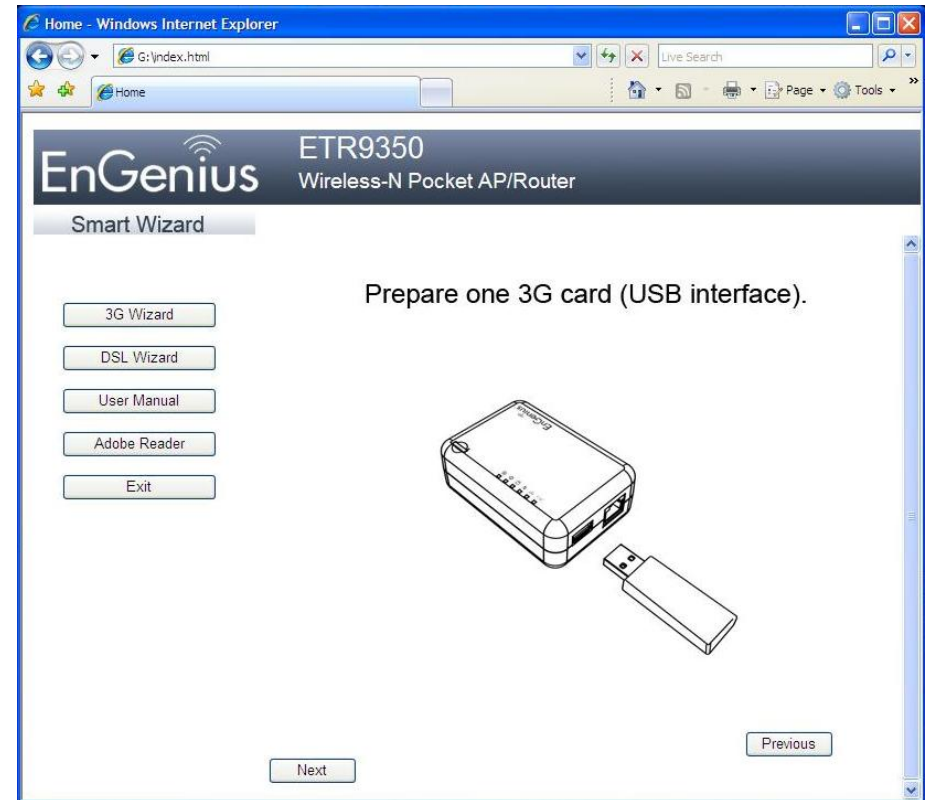 Home - Windows Internet Explorer
G:\index.html
Live Search
Home
Page
Tools
»
EnGenius
ETR9350
Wireless-N Pocket AP/Router
Smart Wizard
Prepare one 3G card (USB interface).
3G Wizard
DSL Wizard
User Manual
Adobe Reader
Exit
EnGenius
Previous
Next